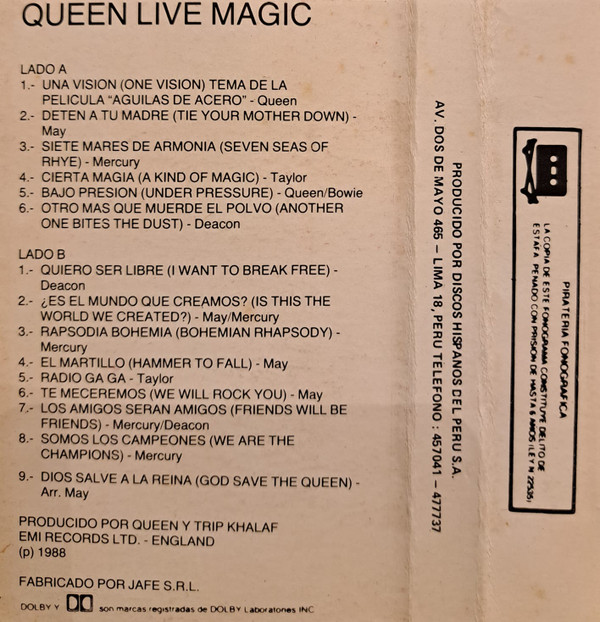 QUEEN LIVE MAGIC
LADO A
1.- UNA VISION (ONE VISION) TEMA DE LA
PELICULA "AGUILAS DE ACERO" - Queen
2.- DETEN A TU MADRE (TIE YOUR MOTHER DOWN) -
May
3.- SIETE MARES DE ARMONIA (SEVEN SEAS OF
RHYE) - Mercury
4.- CIERTA MAGIA (A KIND OF MAGIC) - Taylor
5.- BAJO PRESION (UNDER PRESSURE) - Queen/Bowie
6.- OTRO MAS QUE MUERDE EL POLVO (ANOTHER
ONE BITES THE DUST) - Deacon
LADO B
1.- QUIERO SER LIBRE (I WANT TO BREAK FREE) -
Deacon
2.- ¿ES EL MUNDO QUE CREAMOS? (IS THIS THE
WORLD WE CREATED?) - May/Mercury
3.- RAPSODIA BOHEMIA (BOHEMIAN RHAPSODY) -
Mercury
4.- EL MARTILLO (HAMMER TO FALL) - May
5.- RADIO GA GA - Taylor
6.- TE MECEREMOS (WE WILL ROCK YOU) - May
7.- LOS AMIGOS SERAN AMIGOS (FRIENDS WILL BE
FRIENDS) - Mercury/Deacon
8.- SOMOS LOS CAMPEONES (WE ARE THE
CHAMPIONS) - Mercury
9.- DIOS SALVE A LA REINA (GOD SAVE THE QUEEN) -
Arr. May
PRODUCIDO POR QUEEN Y TRIP KHALAF
EMI RECORDS LTD. - ENGLAND
(p) 1988
FABRICADO POR JAFE S.R.L.
DOLBY Y son marcas registradas de DOLBY Laboratories INC
PRODUCIDO POR DISCOS HISPANOS DEL PERU S.A.
AV. DOS DE MAYO 465 - LIMA 18, PERU TELEFONO : 457041 - 477737
PIRATERIA FONOGRAFICA
LA COPIA DE ESTE FONOGRAMA CONSTITUYE DELITO DE
ESTAFA PENADO CON PRISION DE HASTA 6 AÑOS (LEY N